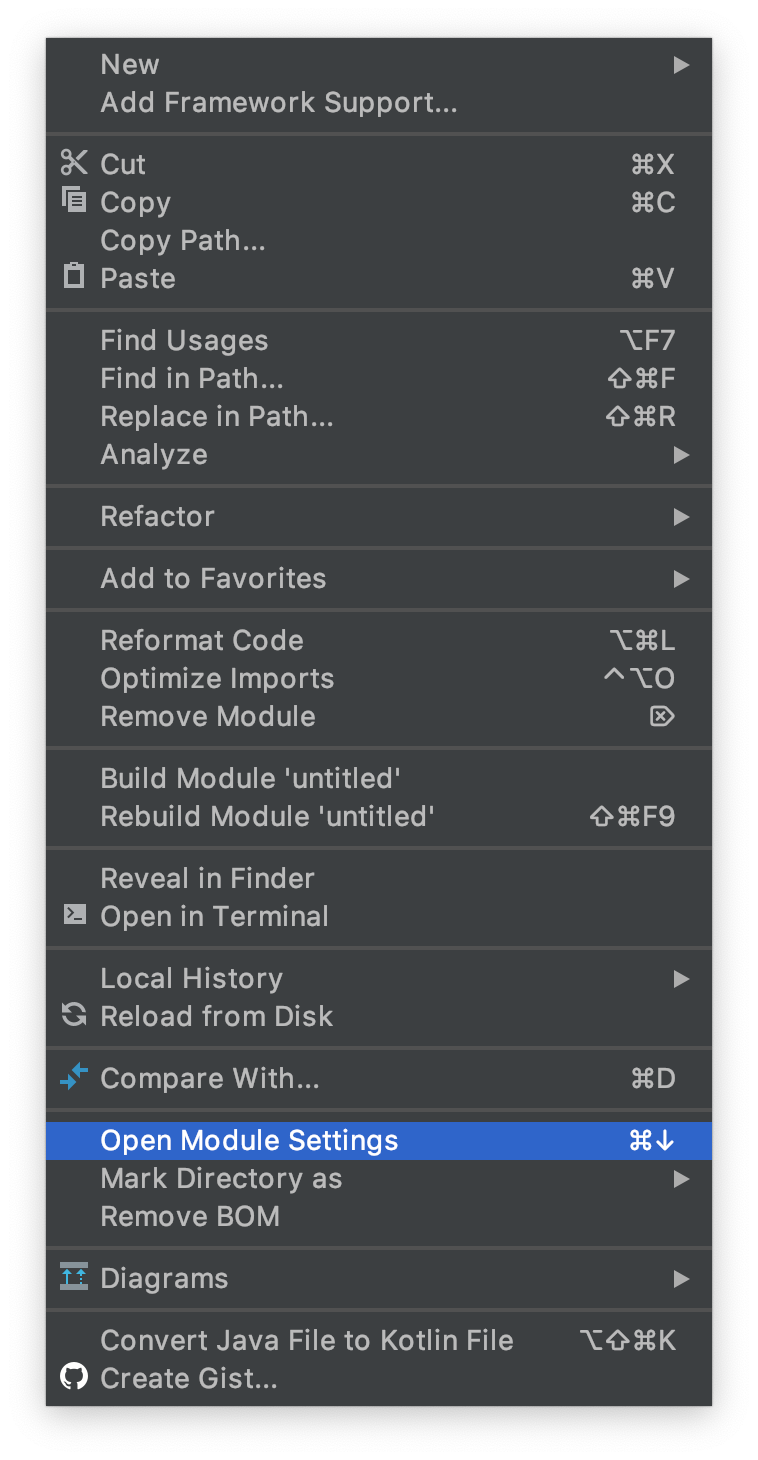 New
Add Framework Support...
Cut ⌘X
Copy ⌘C
Copy Path...
Paste ⌘V
Find Usages ⌥F7
Find in Path... ⇧⌘F
Replace in Path... ⇧⌘R
Analyze
Refactor
Add to Favorites
Reformat Code ⌥⌘L
Optimize Imports ^⌥O
Remove Module ⌦
Build Module 'untitled'
Rebuild Module 'untitled' ⇧⌘F9
Reveal in Finder
Open in Terminal
Local History
Reload from Disk
Compare With... ⌘D
Open Module Settings ⌘↓
Mark Directory as
Remove BOM
Diagrams
Convert Java File to Kotlin File ⌥⇧⌘K
Create Gist...